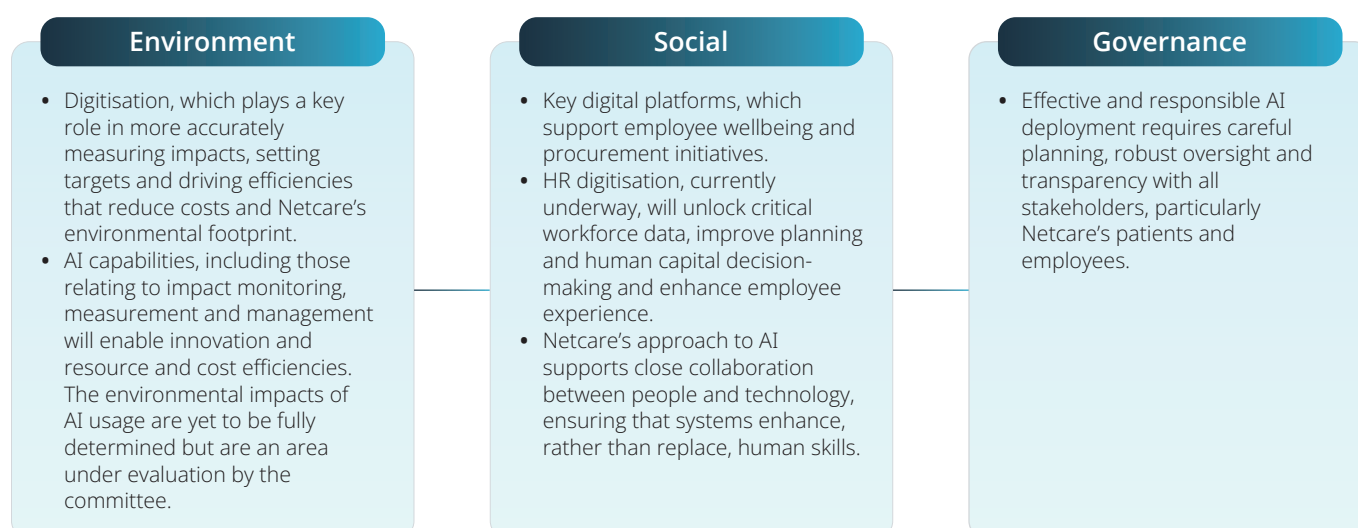 Environment
• Digitisation, which plays a key
role in more accurately
measuring impacts, setting
targets and driving efficiencies
that reduce costs and Netcare’s
environmental footprint.
• AI capabilities, including those
relating to impact monitoring,
measurement and management
will enable innovation and
resource and cost efficiencies.
The environmental impacts of
AI usage are yet to be fully
determined but are an area
under evaluation by the
committee.
Social
• Key digital platforms, which
support employee wellbeing and
procurement initiatives.
• HR digitisation, currently
underway, will unlock critical
workforce data, improve planning
and human capital decision-
making and enhance employee
experience.
• Netcare’s approach to AI
supports close collaboration
between people and technology,
ensuring that systems enhance,
rather than replace, human skills.
Governance
• Effective and responsible AI
deployment requires careful
planning, robust oversight and
transparency with all
stakeholders, particularly
Netcare’s patients and
employees.